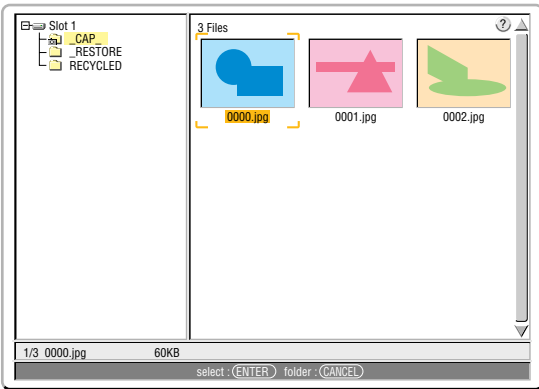 Slot 1
_CAP_
_RESTORE
RECYCLED
3 Files
?
0000.jpg 0001.jpg 0002.jpg
1/3 0000.jpg 60KB
select : ENTER folder : CANCEL